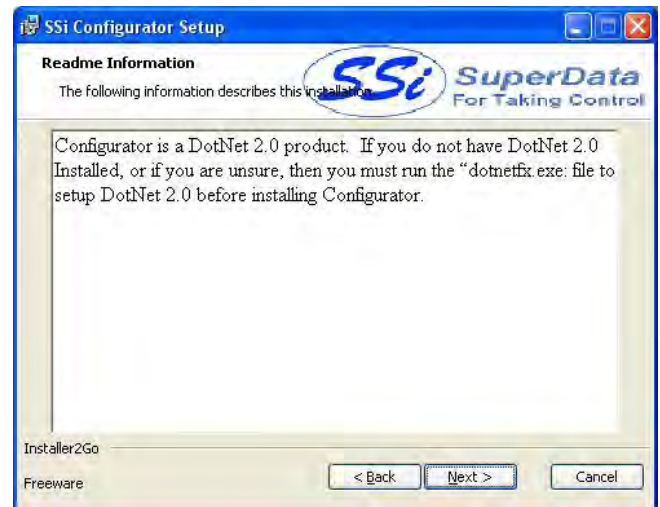 SSi Configurator Setup
Readme Information
The following information describes this installation.
SSi
SuperData
For Taking Control
Configurator is a DotNet 2.0 product.  If you do not have DotNet 2.0
Installed, or if you are unsure, then you must run the “dotnetfx.exe: file to
setup DotNet 2.0 before installing Configurator.
Installer2Go
Freeware
< Back
Next >
Cancel